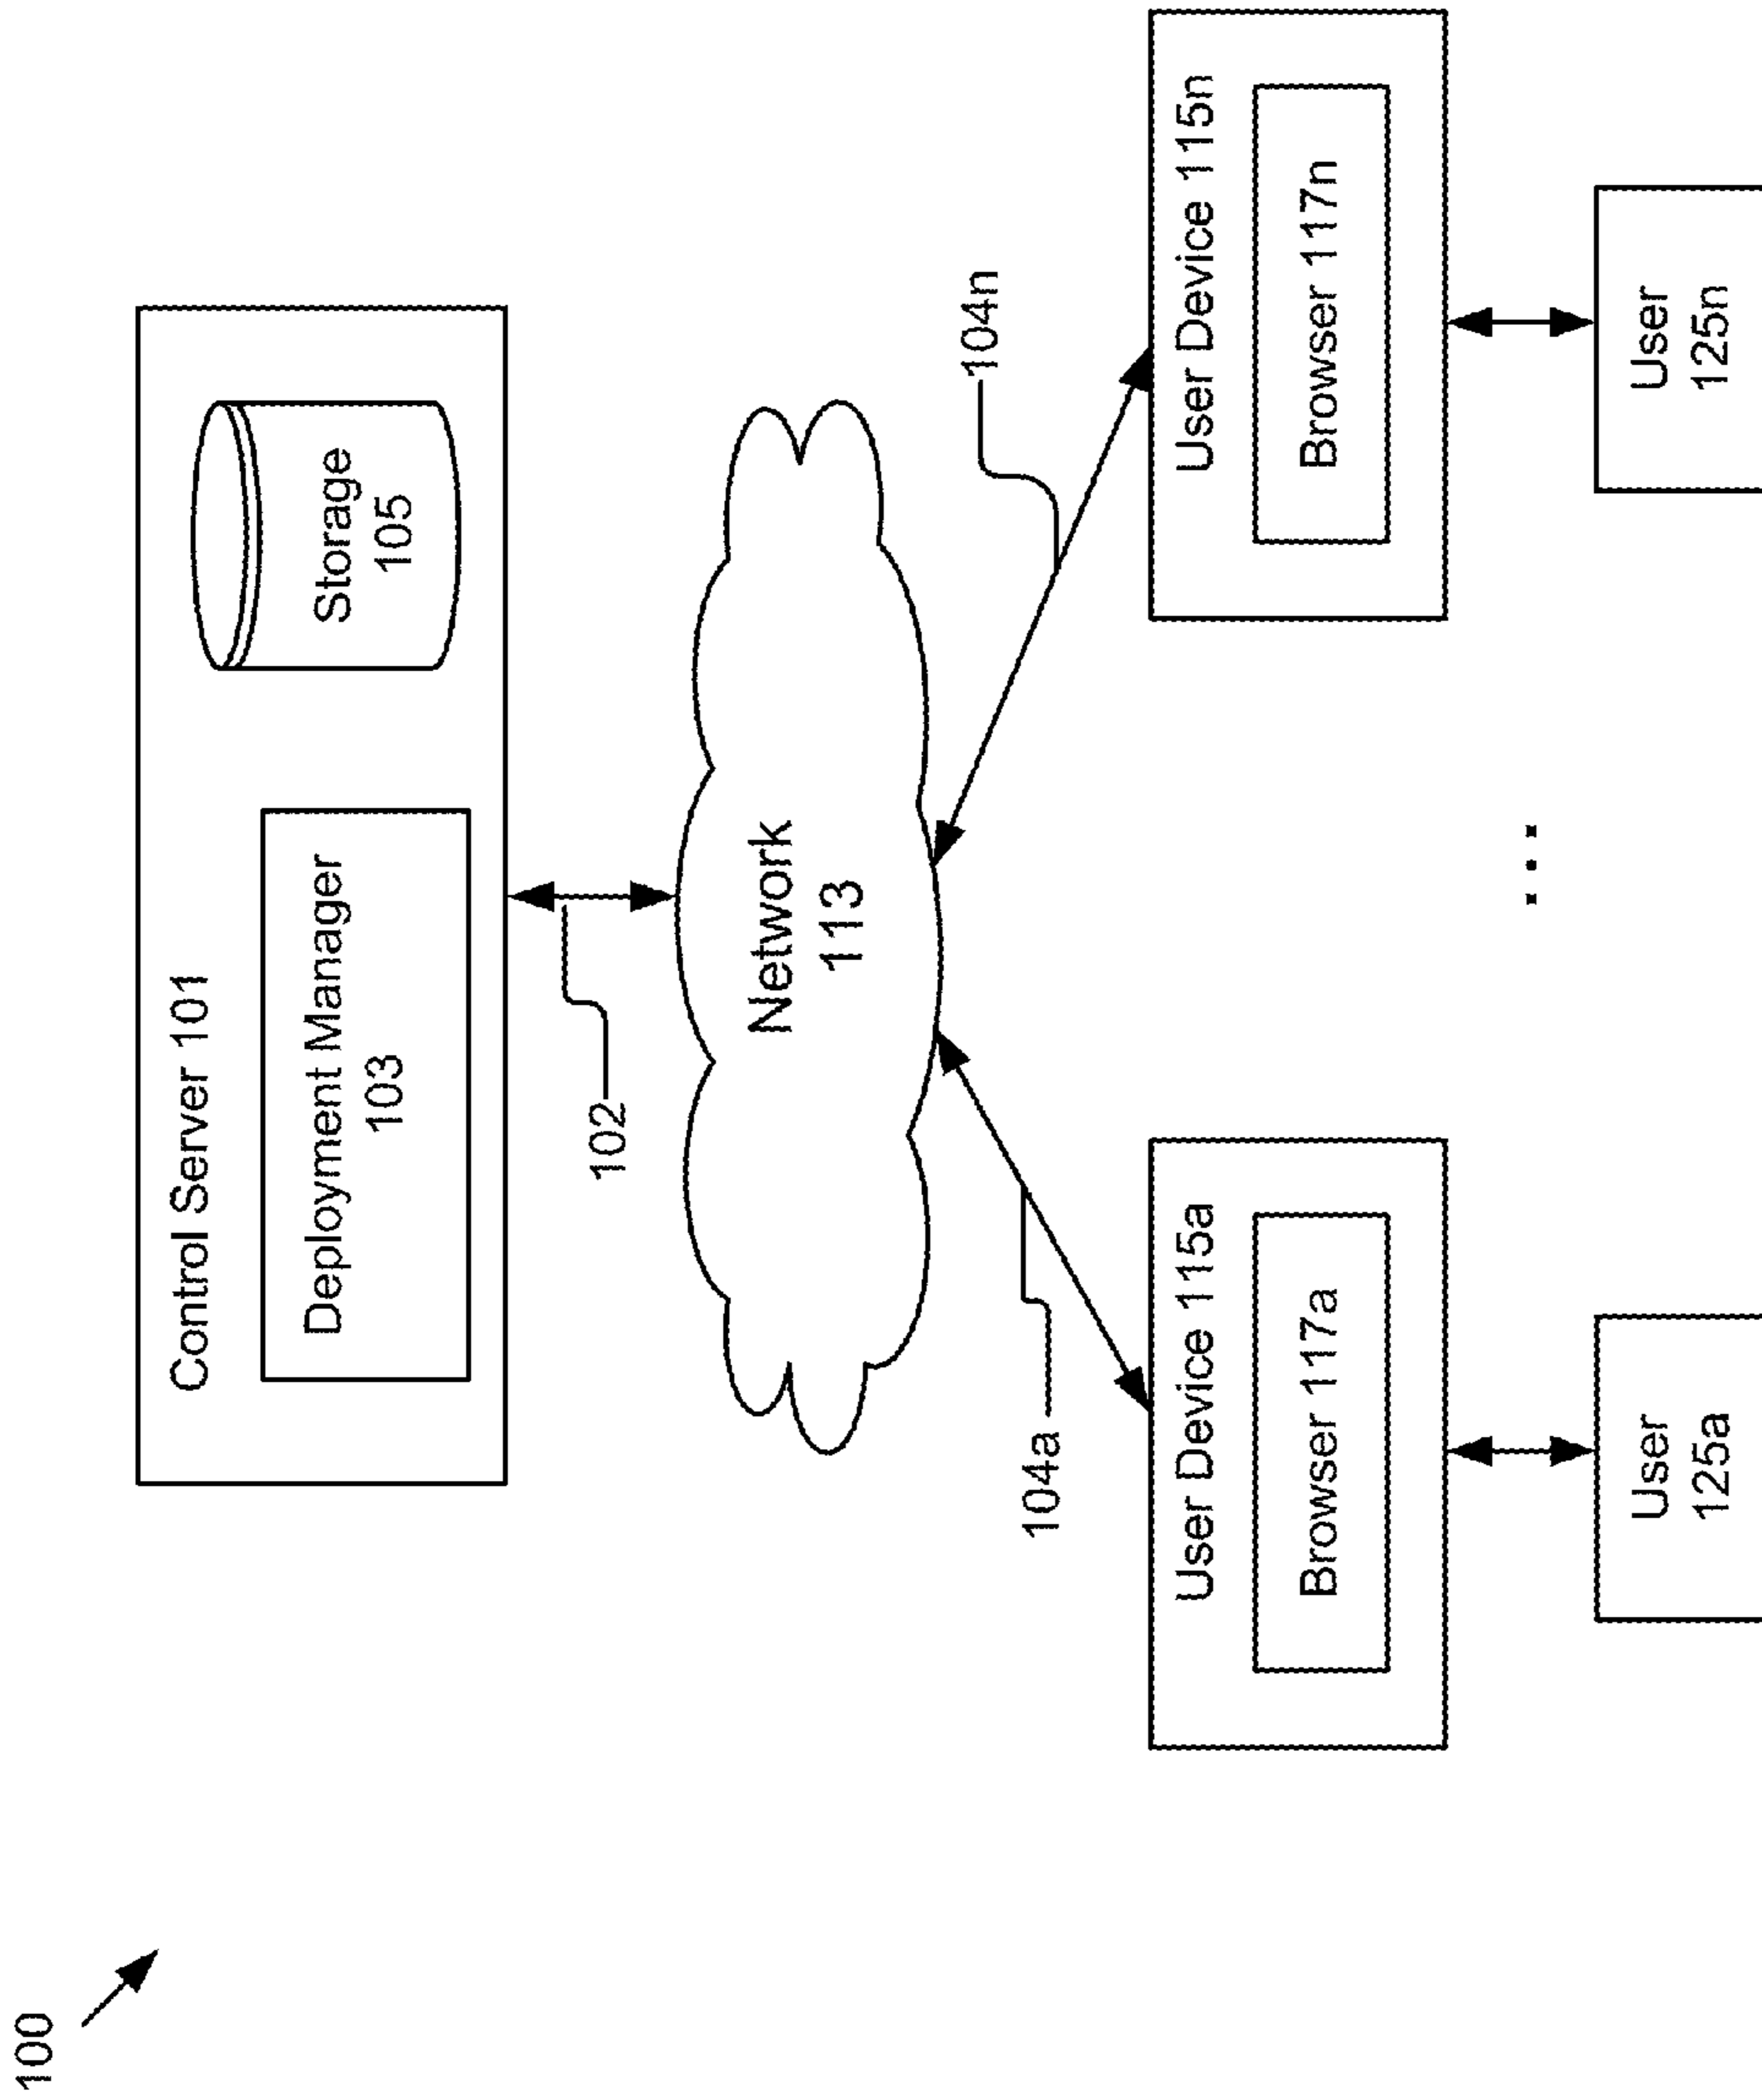 100
Control Server 101
Deployment Manager
103
Storage
105
102
Network
113
104a
104n
User Device 115a
Browser 117a
User Device 115n
Browser 117n
...
User
125a
User
125n